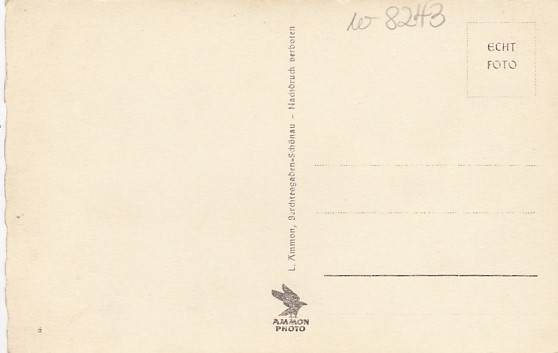 w 8243
ECHT
FOTO
L. Ammon, Berchtesgaden-Schönau - Nachdruck verboten
AMMON
PHOTO